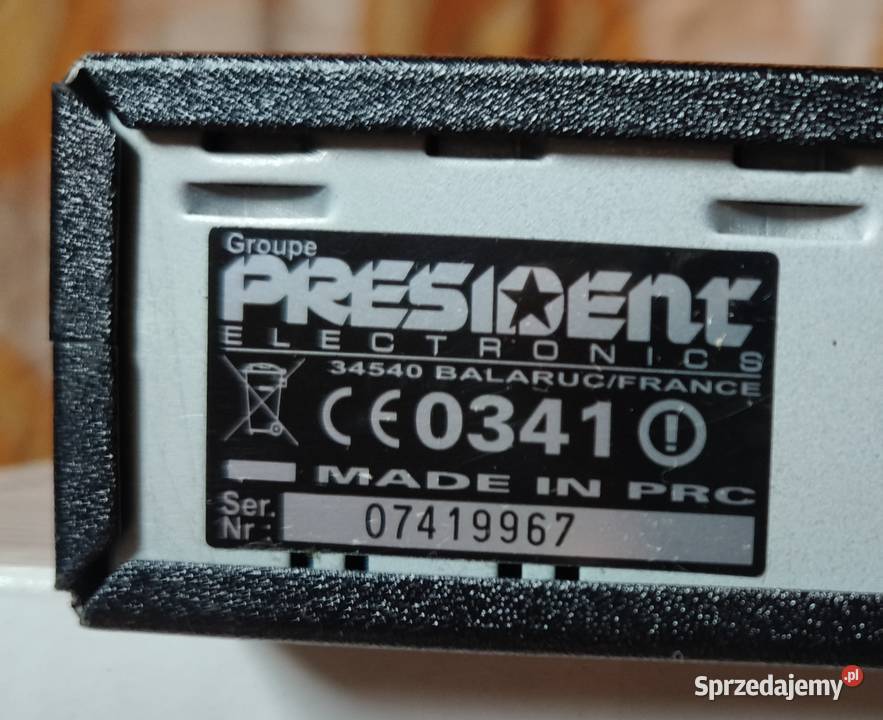 Groupe
PRESIDENT
ELECTRONICS
34540 BALARUC/FRANCE
CE0341
MADE IN PRC
Ser.
Nr : 07419967
Sprzedajemy.pl